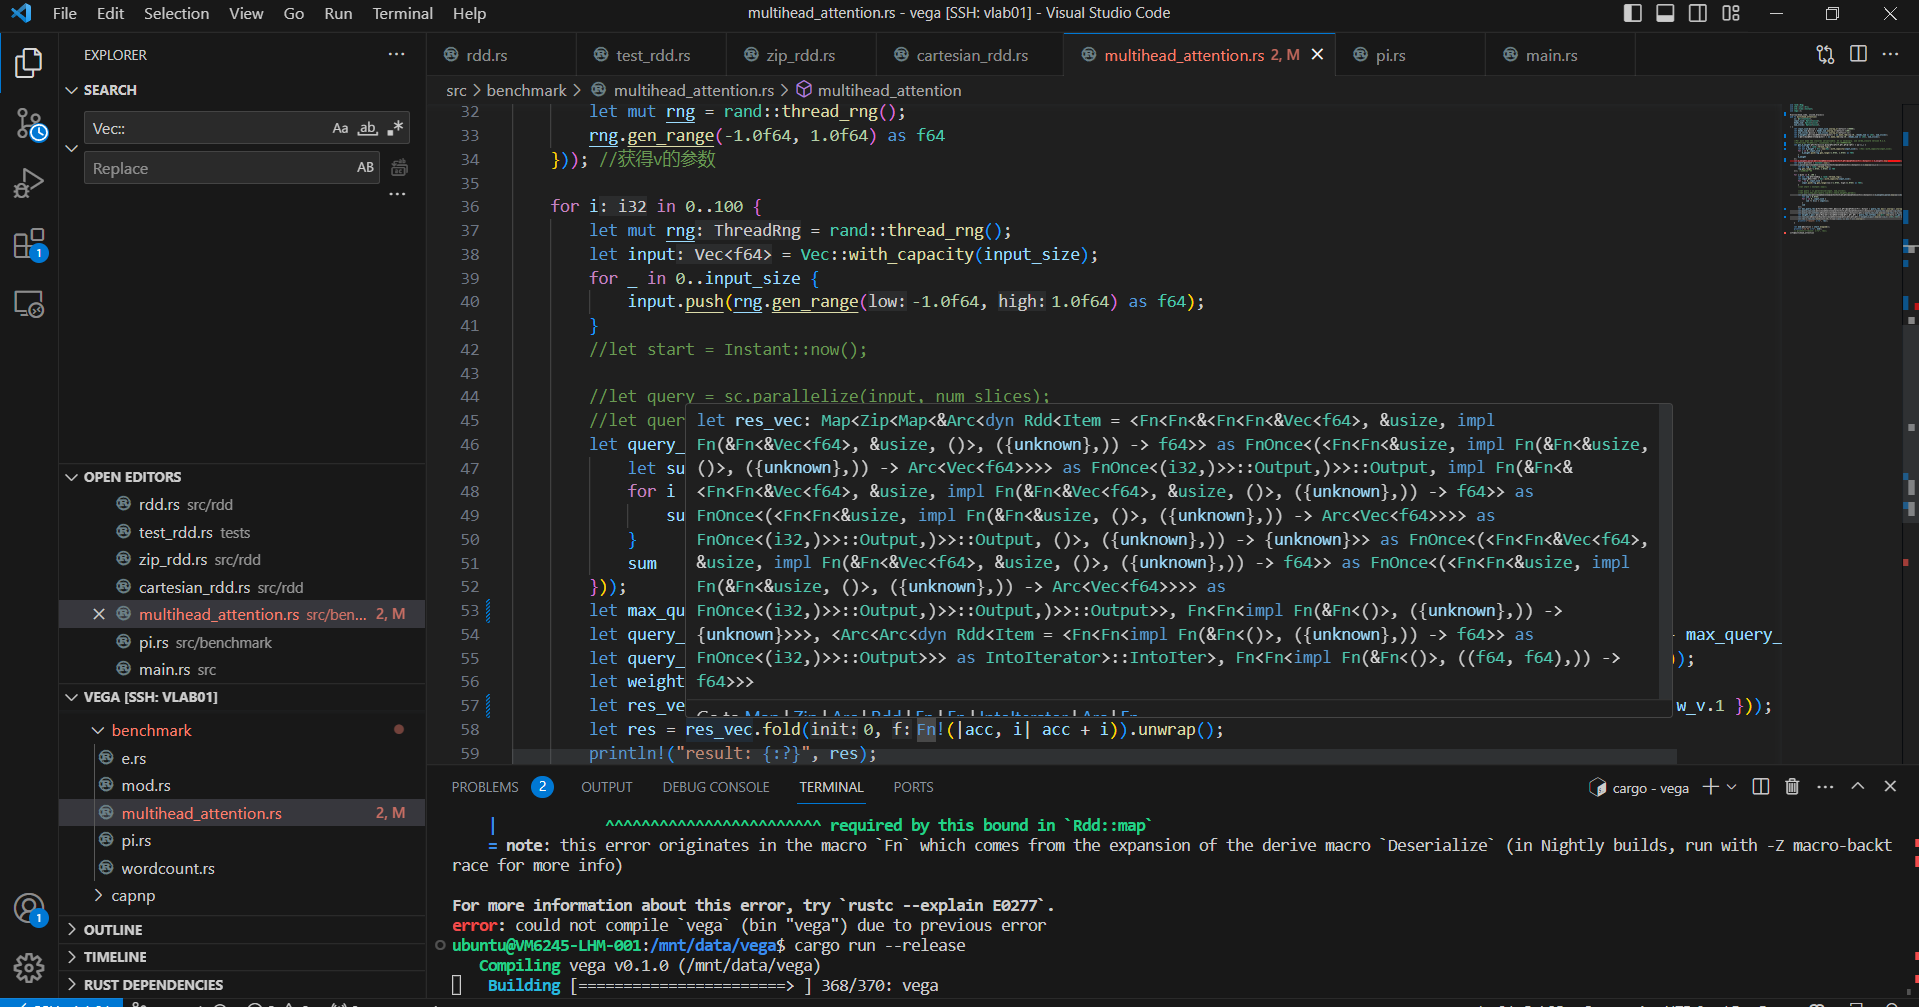 File Edit Selection View Go Run Terminal Help
multihead_attention.rs - vega [SSH: vlab01] - Visual Studio Code
EXPLORER
SEARCH
Vec::
Aa ab
Replace
AB
OPEN EDITORS
rdd.rs src/rdd
test_rdd.rs tests
zip_rdd.rs src/rdd
cartesian_rdd.rs src/rdd
multihead_attention.rs src/ben... 2, M
pi.rs src/benchmark
main.rs src
VEGA [SSH: VLAB01]
benchmark
e.rs
mod.rs
multihead_attention.rs 2, M
pi.rs
wordcount.rs
capnp
OUTLINE
TIMELINE
RUST DEPENDENCIES
1
1
rdd.rs test_rdd.rs zip_rdd.rs cartesian_rdd.rs multihead_attention.rs 2, M pi.rs main.rs
src > benchmark > multihead_attention.rs > multihead_attention
32 let mut rng = rand::thread_rng();
33 rng.gen_range(-1.0f64, 1.0f64) as f64
34 })); //获得v的参数
35
36 for i: i32 in 0..100 {
37 let mut rng: ThreadRng = rand::thread_rng();
38 let input: Vec<f64> = Vec::with_capacity(input_size);
39 for _ in 0..input_size {
40 input.push(rng.gen_range(low: -1.0f64, high: 1.0f64) as f64);
41 }
42 //let start = Instant::now();
43
44 //let query = sc.parallelize(input, num_slices);
45 //let quer
46 let query_
47 let su
48 for i
49 su
50 }
51 sum
52 }));
53 let max_qu
54 let query_ max_query_
55 let query_ );
56 let weight
57 let res_ve w_v.1 }));
58 let res = res_vec.fold(init: 0, f: Fn!(|acc, i| acc + i)).unwrap();
59 println!("result: {:?}", res);
let res_vec: Map<Zip<Map<&Arc<dyn Rdd<Item = <Fn<Fn<&<Fn<Fn<&Vec<f64>, &usize, impl
Fn(&Fn<&Vec<f64>, &usize, ()>, ({unknown},)) -> f64>> as FnOnce<(<Fn<Fn<&usize, impl Fn(&Fn<&usize,
()>, ({unknown},)) -> Arc<Vec<f64>>>> as FnOnce<(i32,)>>::Output,)>>::Output, impl Fn(&Fn<&
<Fn<Fn<&Vec<f64>, &usize, impl Fn(&Fn<&Vec<f64>, &usize, ()>, ({unknown},)) -> f64>> as
FnOnce<(<Fn<Fn<&usize, impl Fn(&Fn<&usize, ()>, ({unknown},)) -> Arc<Vec<f64>>>> as
FnOnce<(i32,)>>::Output,)>>::Output, ()>, ({unknown},)) -> {unknown}>> as FnOnce<(<Fn<Fn<&Vec<f64>,
&usize, impl Fn(&Fn<&Vec<f64>, &usize, ()>, ({unknown},)) -> f64>> as FnOnce<(<Fn<Fn<&usize, impl
Fn(&Fn<&usize, ()>, ({unknown},)) -> Arc<Vec<f64>>>> as
FnOnce<(i32,)>>::Output,)>>::Output,)>>::Output>>, Fn<Fn<impl Fn(&Fn<()>, ({unknown},)) ->
{unknown}>>>, <Arc<Arc<dyn Rdd<Item = <Fn<Fn<impl Fn(&Fn<()>, ({unknown},)) -> f64>> as
FnOnce<(i32,)>>::Output>>> as IntoIterator>::IntoIter>, Fn<Fn<impl Fn(&Fn<()>, ((f64, f64),)) ->
f64>>>
Go to Map | Zip | Arc | Rdd | Fn | Fn | IntoIterator | Arc | Fn
PROBLEMS 2 OUTPUT DEBUG CONSOLE TERMINAL PORTS
cargo - vega
| ^^^^^^^^^^^^^^^^^^^^^^^^ required by this bound in `Rdd::map`
= note: this error originates in the macro `Fn` which comes from the expansion of the derive macro `Deserialize` (in Nightly builds, run with -Z macro-backt
race for more info)
For more information about this error, try `rustc --explain E0277`.
error: could not compile `vega` (bin "vega") due to previous error
ubuntu@VM6245-LHM-001:/mnt/data/vega$ cargo run --release
Compiling vega v0.1.0 (/mnt/data/vega)
Building [=======================> ] 368/370: vega